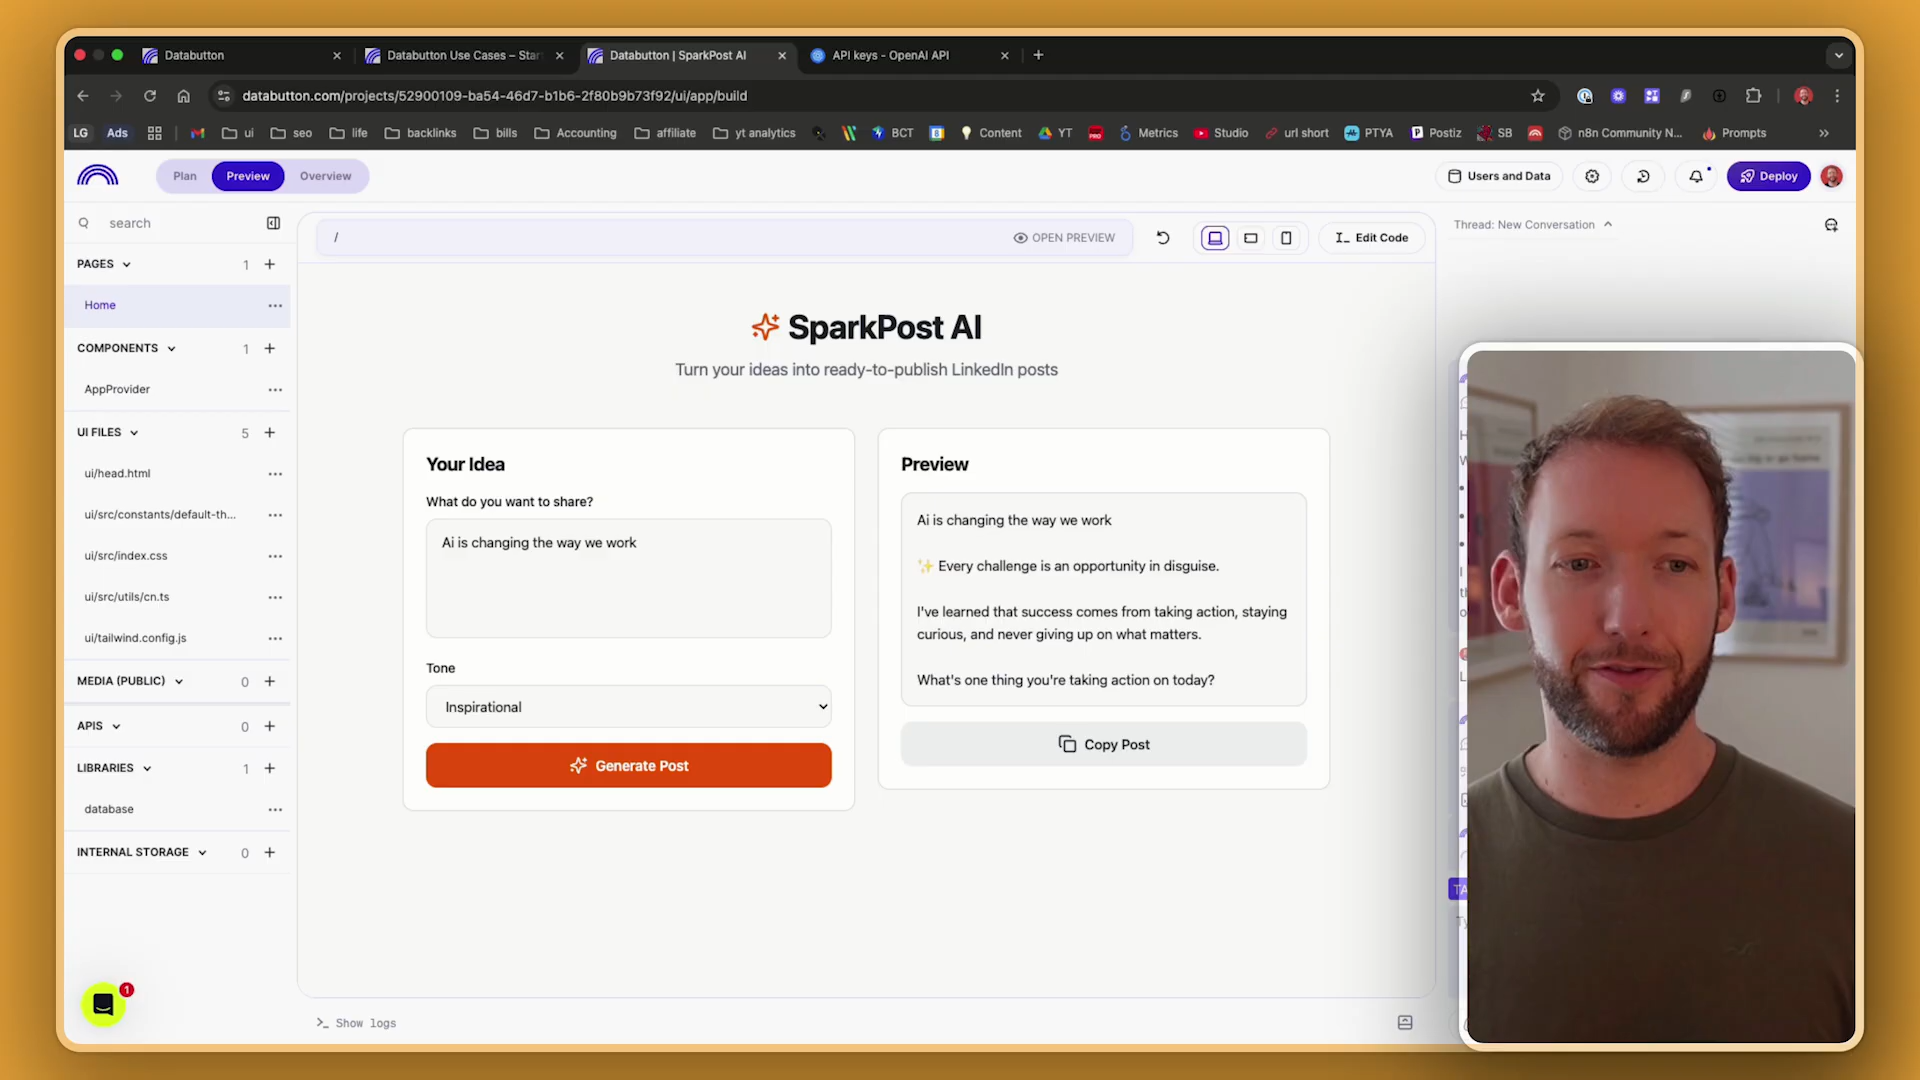 Databutton
Databutton Use Cases – Star
Databutton | SparkPost AI
API keys - OpenAI API
databutton.com/projects/52900109-ba54-46d7-b1b6-2f80b9b73f92/ui/app/build
LG
Ads
ui
seo
life
backlinks
bills
Accounting
affiliate
yt analytics
BCT
Content
YT
Metrics
Studio
url short
PTYA
Postiz
SB
n8n Community N...
Prompts
Plan
Preview
Overview
Users and Data
Deploy
search
/
OPEN PREVIEW
Edit Code
Thread: New Conversation
PAGES
1
Home
COMPONENTS
1
AppProvider
UI FILES
5
ui/head.html
ui/src/constants/default-th...
ui/src/index.css
ui/src/utils/cn.ts
ui/tailwind.config.js
MEDIA (PUBLIC)
0
APIS
0
LIBRARIES
1
database
INTERNAL STORAGE
0
SparkPost AI
Turn your ideas into ready-to-publish LinkedIn posts
Your Idea
What do you want to share?
Ai is changing the way we work
Tone
Inspirational
Generate Post
Preview
Ai is changing the way we work
✨ Every challenge is an opportunity in disguise.
I've learned that success comes from taking action, staying
curious, and never giving up on what matters.
What's one thing you're taking action on today?
Copy Post
1
>_ Show logs